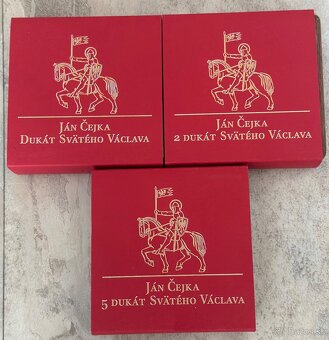 Ján Čejka
Dukát Svätého Václava
Ján Čejka
2 dukát Svätého Václava
Ján Čejka
5 dukát Svätého Václava